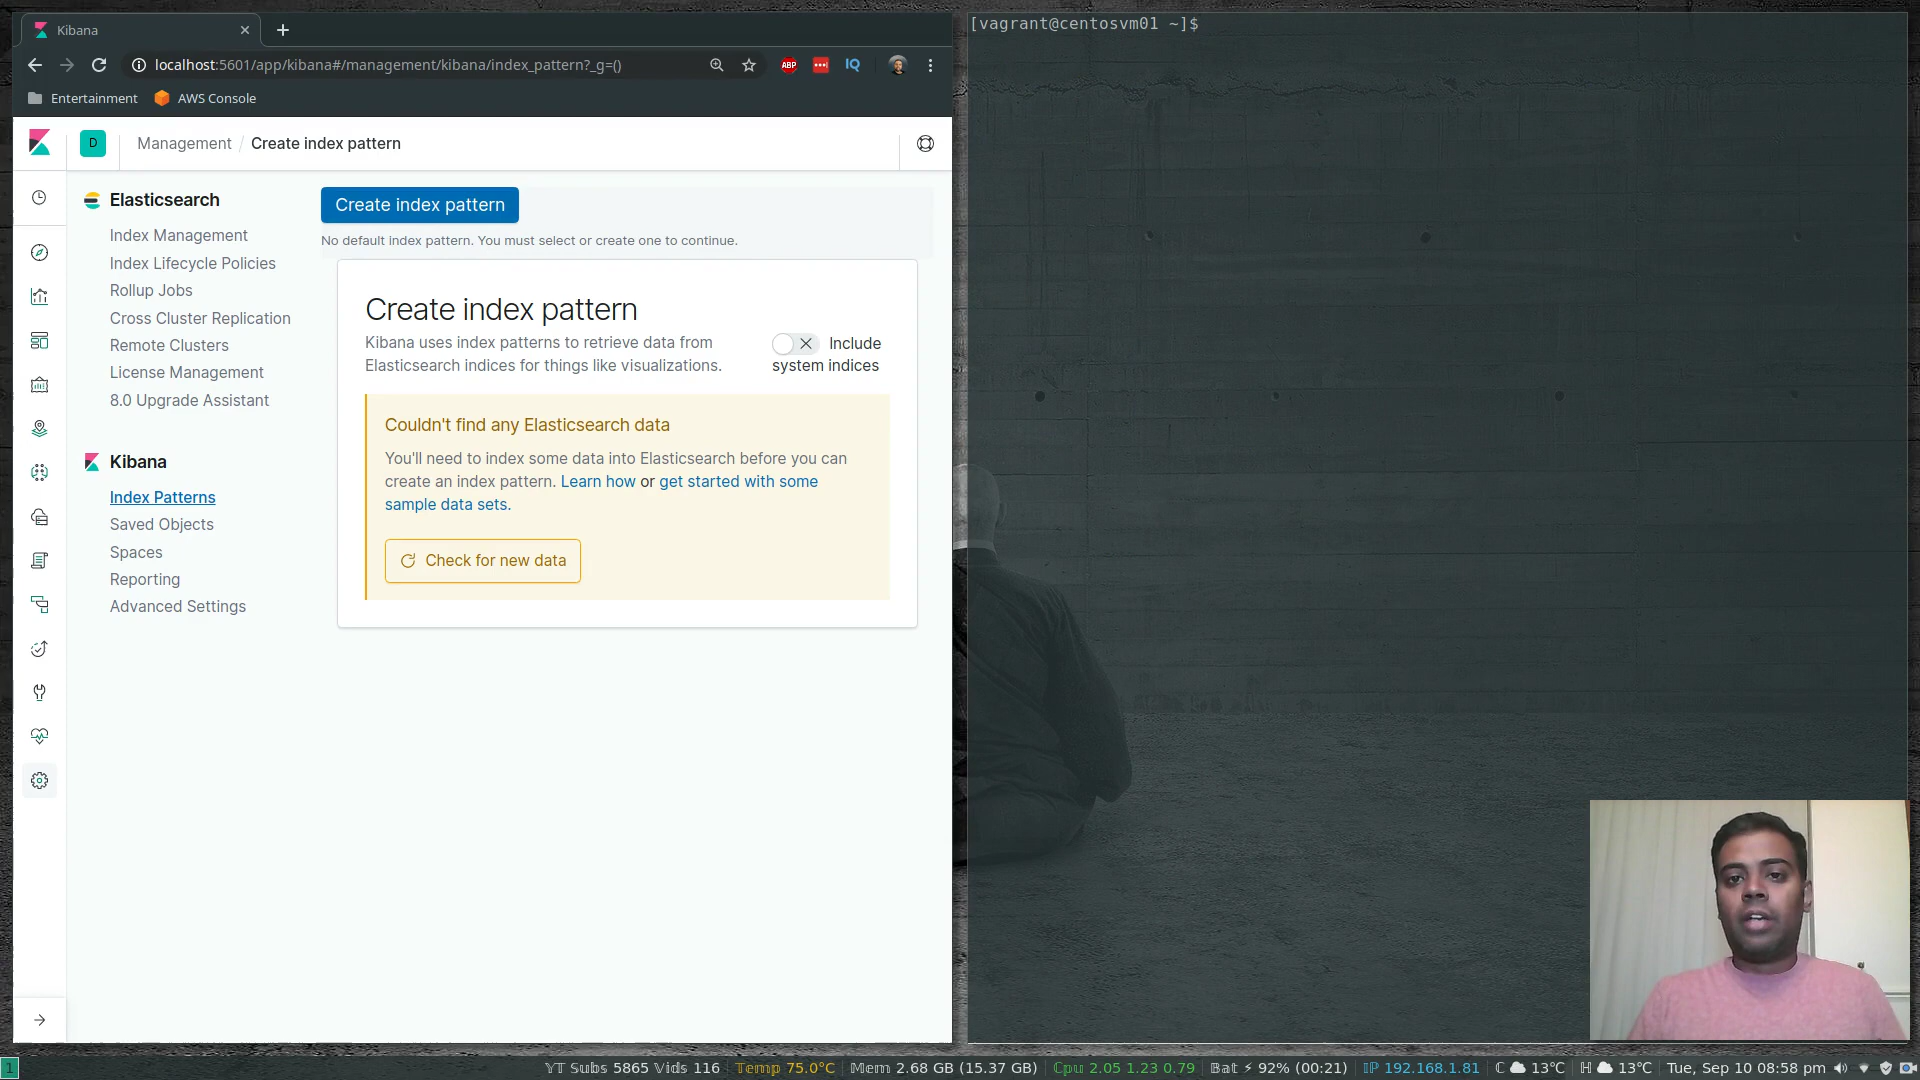 Kibana
[vagrant@centosvm01 ~]$
localhost:5601/app/kibana#/management/kibana/index_pattern?_g=()
ABP
IQ
Entertainment
AWS Console
D
Management / Create index pattern
Elasticsearch
Index Management
Index Lifecycle Policies
Rollup Jobs
Cross Cluster Replication
Remote Clusters
License Management
8.0 Upgrade Assistant
Kibana
Index Patterns
Saved Objects
Spaces
Reporting
Advanced Settings
Create index pattern
No default index pattern. You must select or create one to continue.
Create index pattern
Kibana uses index patterns to retrieve data from
Elasticsearch indices for things like visualizations.
Include
system indices
Couldn't find any Elasticsearch data
You'll need to index some data into Elasticsearch before you can
create an index pattern. Learn how or get started with some
sample data sets.
Check for new data
1
YT Subs 5865 Vids 116 Temp 75.0°C Mem 2.68 GB (15.37 GB) Cpu 2.05 1.23 0.79 Bat ⚡ 92% (00:21) IP 192.168.1.81 C 13°C H 13°C Tue, Sep 10 08:58 pm